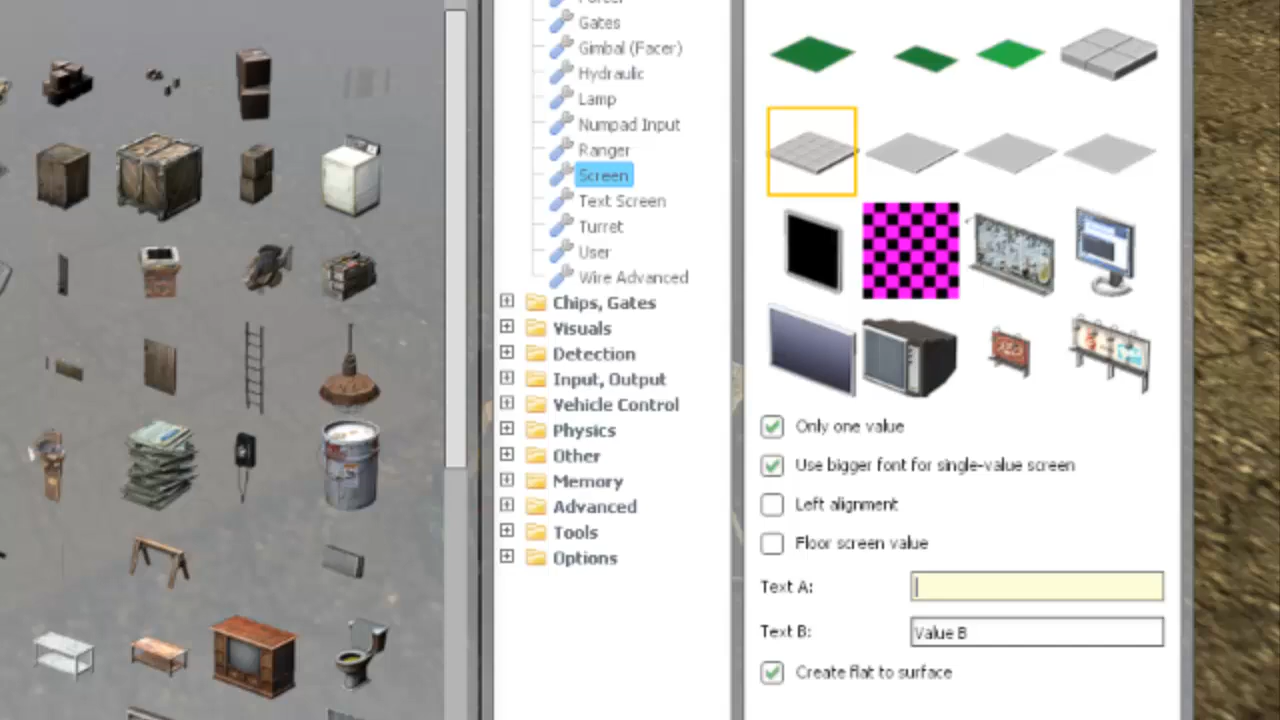 Gates
Gimbal (Facer)
Hydraulic
Lamp
Numpad Input
Ranger
Screen
Text Screen
Turret
User
Wire Advanced
Chips, Gates
Visuals
Detection
Input, Output
Vehicle Control
Physics
Other
Memory
Advanced
Tools
Options
Only one value
Use bigger font for single-value screen
Left alignment
Floor screen value
Text A:
Text B:
Value B
Create flat to surface